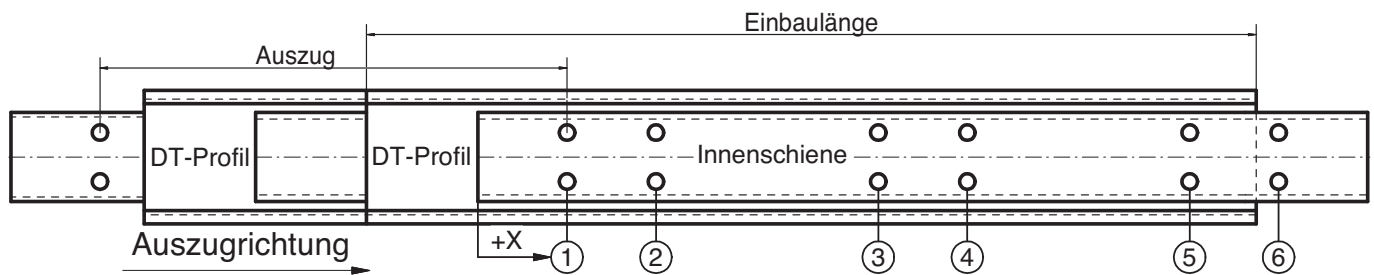 Einbaulänge
Auszug
DT-Profil
DT-Profil
Innenschiene
Auszugrichtung
+X
1 2 3 4 5 6